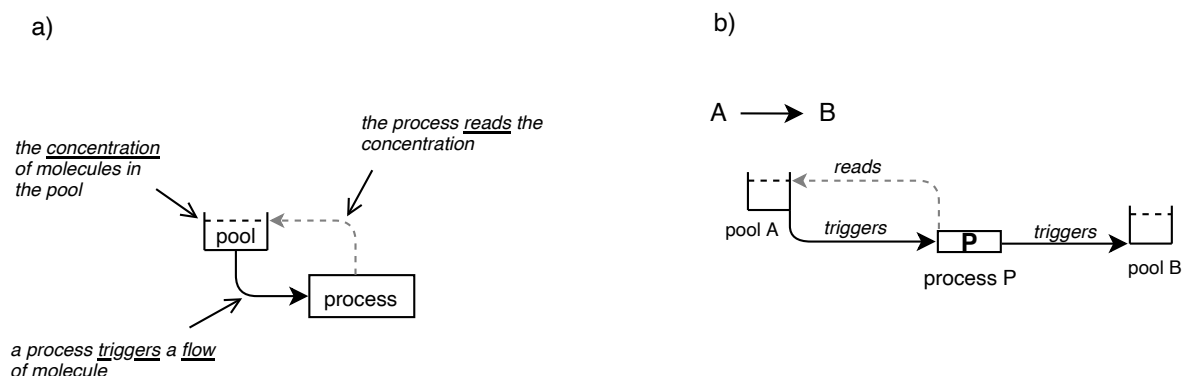 a)
the concentration
of molecules in
the pool
the process reads the
concentration
pool
process
a process triggers a flow
of molecule
b)
A
B
reads
pool A
triggers
P
triggers
process P
pool B